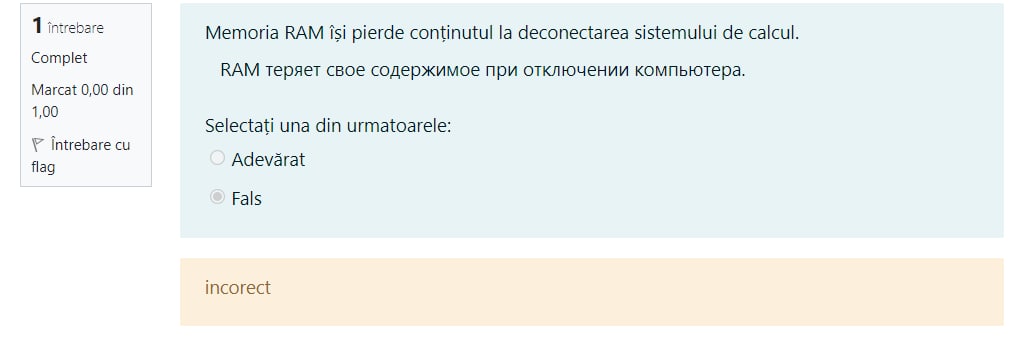 1 întrebare
Complet
Marcat 0,00 din
1,00
Întrebare cu
flag
Memoria RAM își pierde conținutul la deconectarea sistemului de calcul.
RAM теряет свое содержимое при отключении компьютера.
Selectați una din urmatoarele:
Adevărat
Fals
incorect